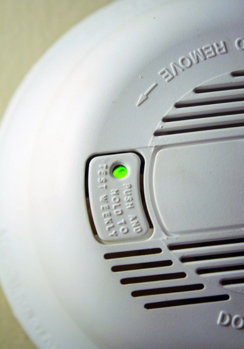 O REMOVE
PUSH AND
HOLD TO
TEST WEEKLY
DO